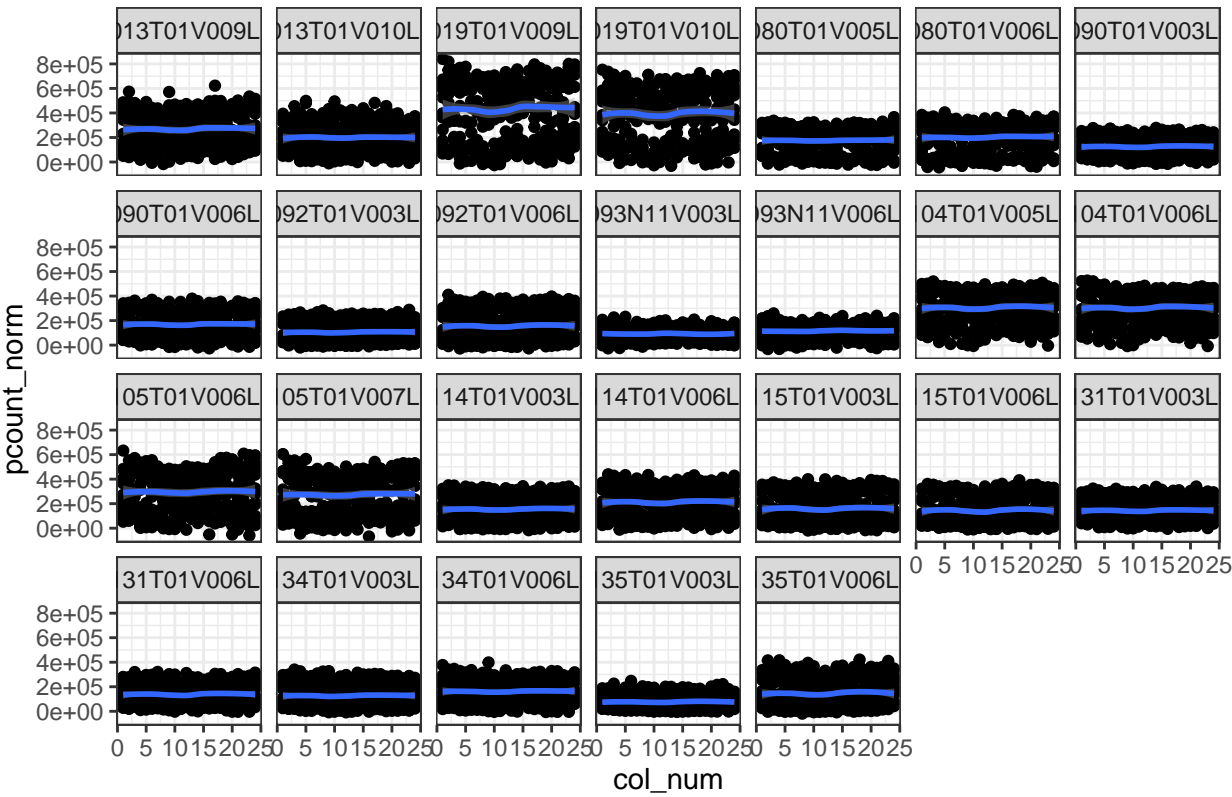 013T01V009L 013T01V010L 019T01V009L 019T01V010L 080T01V005L 080T01V006L 090T01V003L
8e+05
6e+05
4e+05
2e+05
0e+00
090T01V006L 092T01V003L 092T01V006L 093N11V003L 093N11V006L 04T01V005L 04T01V006L
8e+05
6e+05
4e+05
2e+05
0e+00
pcount_norm
05T01V006L 05T01V007L 14T01V003L 14T01V006L 15T01V003L 15T01V006L 31T01V003L
8e+05
6e+05
4e+05
2e+05
0e+00
0 5 10 15 20 25 0 5 10 15 20 25
31T01V006L 34T01V003L 34T01V006L 35T01V003L 35T01V006L
8e+05
6e+05
4e+05
2e+05
0e+00
0 5 10 15 20 25 0 5 10 15 20 25 0 5 10 15 20 25 0 5 10 15 20 25 0 5 10 15 20 25
col_num